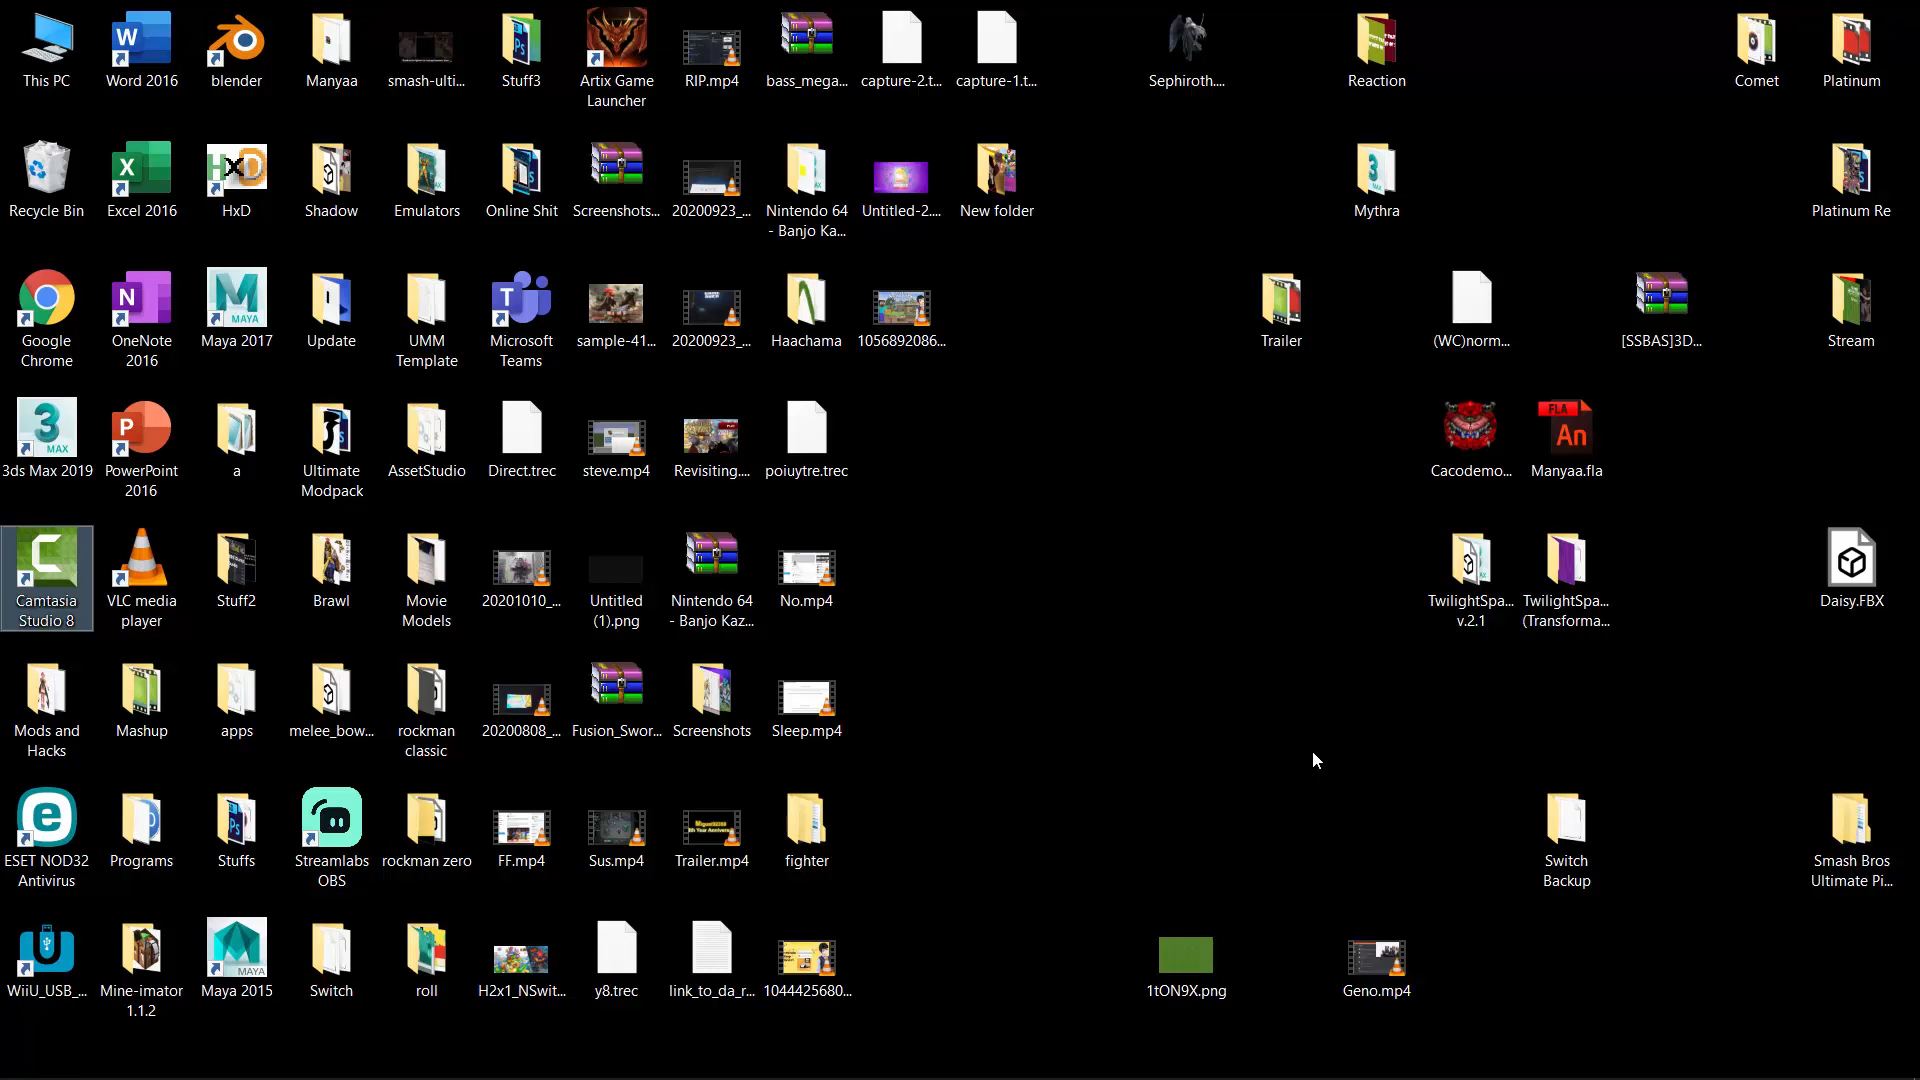 This PC
Word 2016
blender
Manyaa
smash-ulti...
Stuff3
Artix Game
Launcher
RIP.mp4
bass_mega...
capture-2.t...
capture-1.t...
Sephiroth....
Reaction
Comet
Platinum
Recycle Bin
Excel 2016
HxD
Shadow
Emulators
Online Shit
Screenshots...
20200923_...
Nintendo 64
- Banjo Ka...
Untitled-2....
New folder
Mythra
Platinum Re
Google
Chrome
OneNote
2016
Maya 2017
Update
UMM
Template
Microsoft
Teams
sample-41...
20200923_...
Haachama
1056892086...
Trailer
(WC)norm...
[SSBAS]3D...
Stream
3ds Max 2019
PowerPoint
2016
a
Ultimate
Modpack
AssetStudio
Direct.trec
steve.mp4
Revisiting....
poiuytre.trec
Cacodemo...
Manyaa.fla
Camtasia
Studio 8
VLC media
player
Stuff2
Brawl
Movie
Models
20201010_...
Untitled
(1).png
Nintendo 64
- Banjo Kaz...
No.mp4
TwilightSpa...
v.2.1
TwilightSpa...
(Transforma...
Daisy.FBX
Mods and
Hacks
Mashup
apps
melee_bow...
rockman
classic
20200808_...
Fusion_Swor...
Screenshots
Sleep.mp4
ESET NOD32
Antivirus
Programs
Stuffs
Streamlabs
OBS
rockman zero
FF.mp4
Sus.mp4
Trailer.mp4
fighter
Switch
Backup
Smash Bros
Ultimate Pi...
WiiU_USB_...
Mine-imator
1.1.2
Maya 2015
Switch
roll
H2x1_NSwit...
y8.trec
link_to_da_r...
1044425680...
1tON9X.png
Geno.mp4